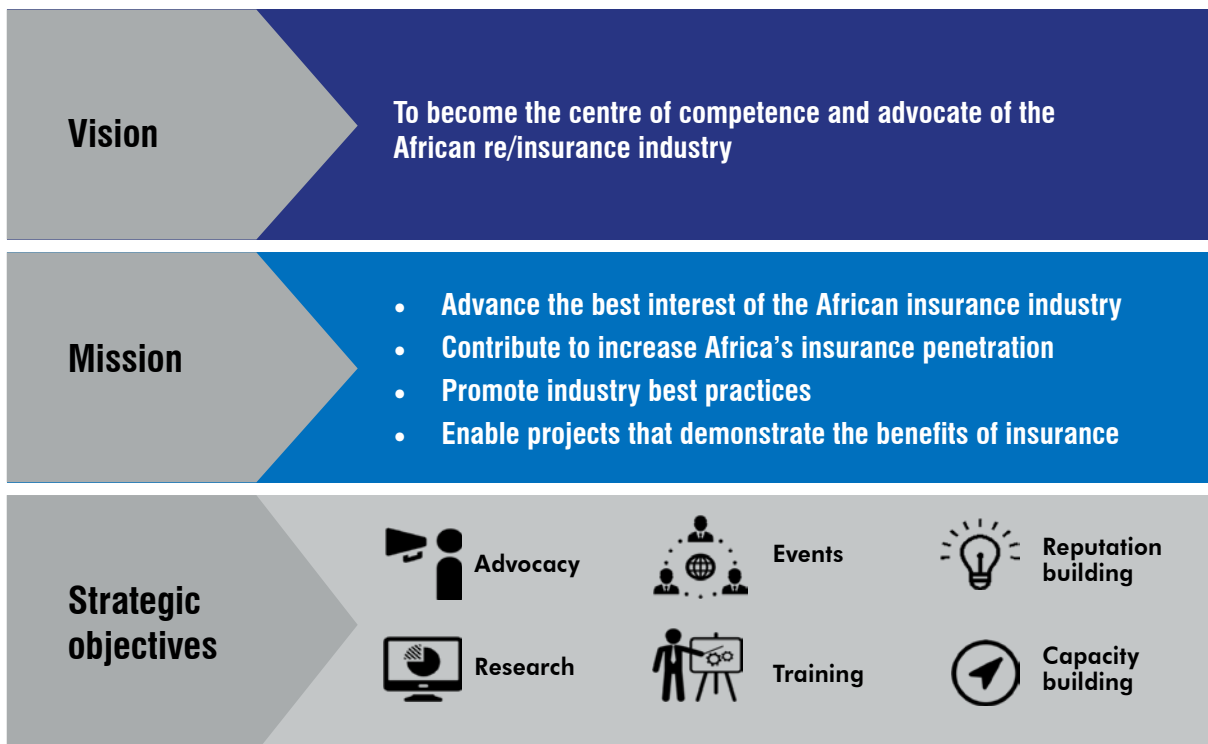 Vision
To become the centre of competence and advocate of the
African re/insurance industry
Mission
• Advance the best interest of the African insurance industry
• Contribute to increase Africa’s insurance penetration
• Promote industry best practices
• Enable projects that demonstrate the benefits of insurance
Strategic
objectives
Advocacy
Events
Reputation
building
Research
Training
Capacity
building